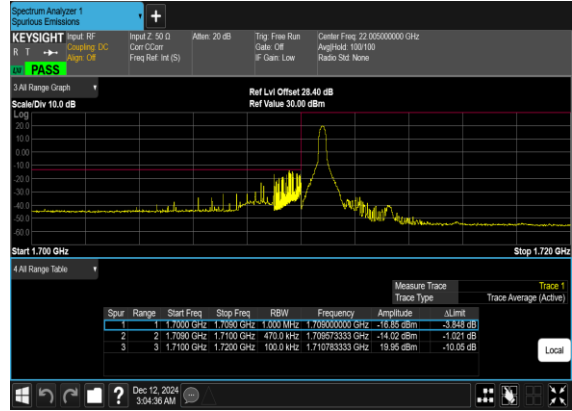 Spectrum Analyzer 1
Spurious Emissions
KEYSIGHT Input: RF Input Z: 50 Ω Atten: 20 dB Trig: Free Run Center Freq: 22.005000000 GHz
R T Coupling: DC Corr CCorr Gate: Off Avg|Hold: 100/100
Align: Off Freq Ref: Int (S) IF Gain: Low Radio Std: None
LW PASS
3 All Range Graph
Ref Lvl Offset 28.40 dB
Scale/Div 10.0 dB Ref Value 30.00 dBm
Log
20.0
10.0
0.00
-10.0
-20.0
-30.0
-40.0
-50.0
-60.0
Start 1.700 GHz Stop 1.720 GHz
4 All Range Table
Measure Trace Trace 1
Trace Type Trace Average (Active)
Spur Range Start Freq Stop Freq RBW Frequency Amplitude ΔLimit
1 1 1.7000 GHz 1.7090 GHz 1.000 MHz 1.709000000 GHz -16.85 dBm -3.848 dB
2 2 1.7090 GHz 1.7100 GHz 470.0 kHz 1.709573333 GHz -14.02 dBm -1.021 dB
3 3 1.7100 GHz 1.7200 GHz 100.0 kHz 1.710783333 GHz 19.95 dBm -10.05 dB
Local
Dec 12, 2024
3:04:36 AM